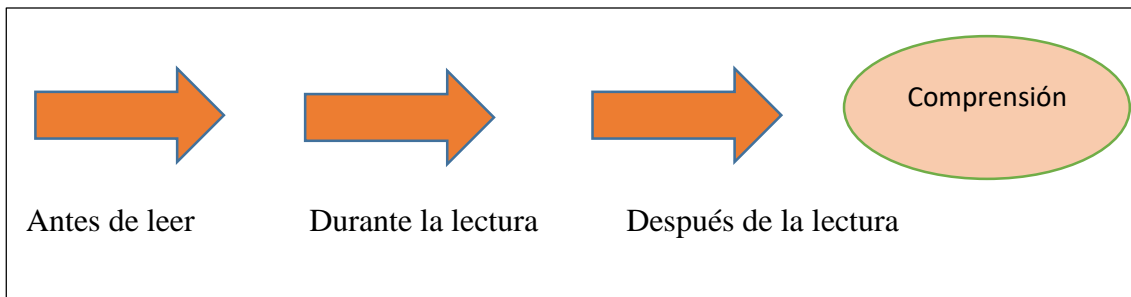 Comprensión
Antes de leer
Durante la lectura
Después de la lectura